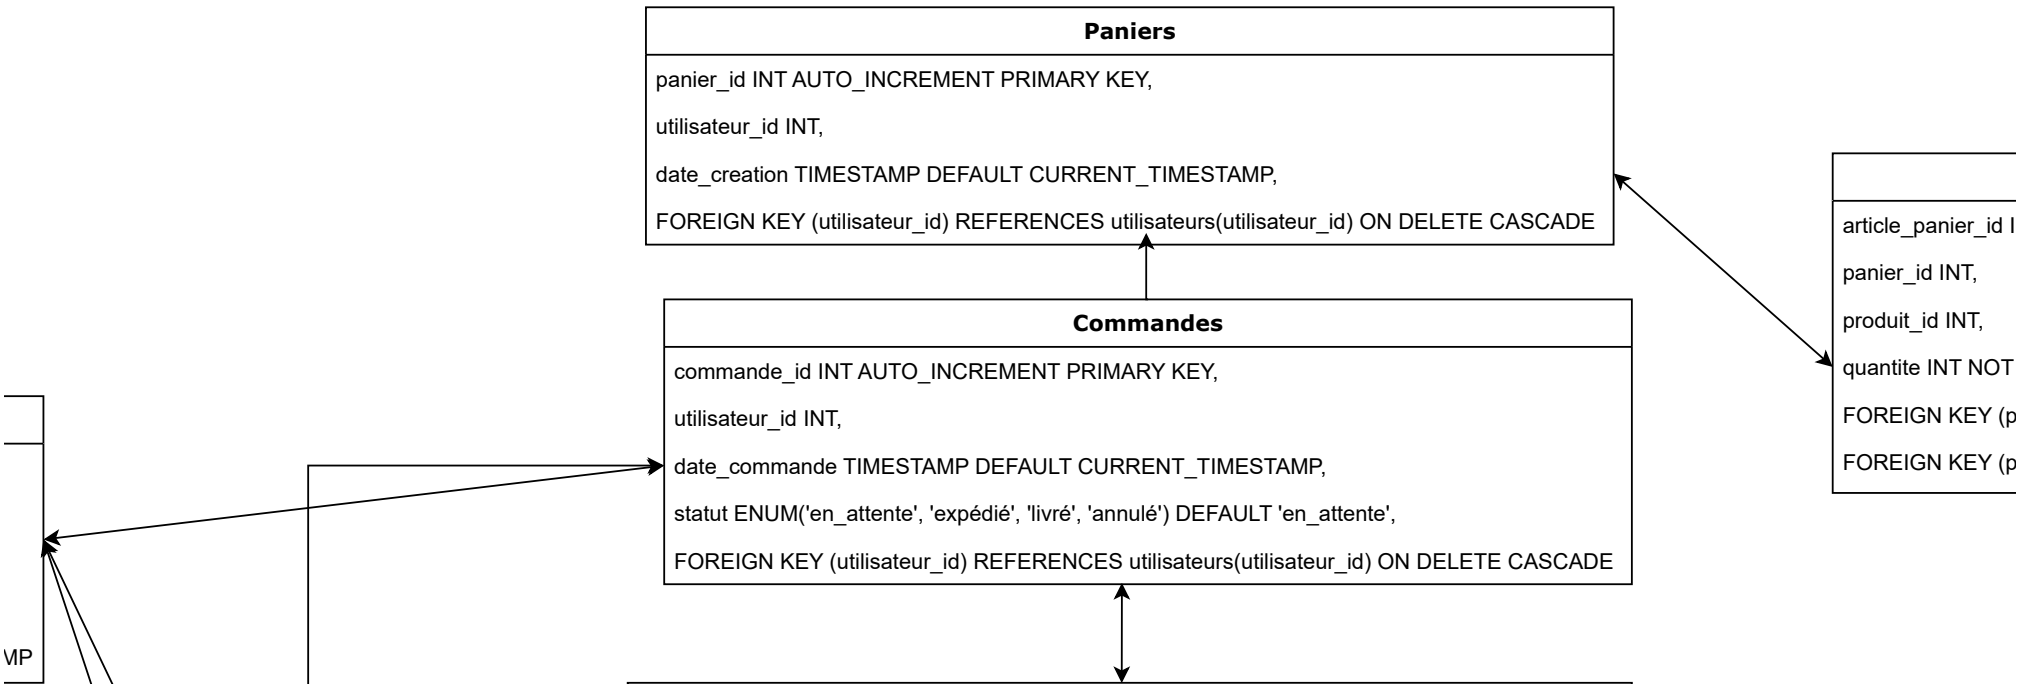 Paniers
panier_id INT AUTO_INCREMENT PRIMARY KEY,
utilisateur_id INT,
date_creation TIMESTAMP DEFAULT CURRENT_TIMESTAMP,
FOREIGN KEY (utilisateur_id) REFERENCES utilisateurs(utilisateur_id) ON DELETE CASCADE
Commandes
commande_id INT AUTO_INCREMENT PRIMARY KEY,
utilisateur_id INT,
date_commande TIMESTAMP DEFAULT CURRENT_TIMESTAMP,
statut ENUM('en_attente', 'expédié', 'livré', 'annulé') DEFAULT 'en_attente',
FOREIGN KEY (utilisateur_id) REFERENCES utilisateurs(utilisateur_id) ON DELETE CASCADE
article_panier_id
panier_id INT,
produit_id INT,
quantite INT NOT
FOREIGN KEY (p
FOREIGN KEY (p
MP